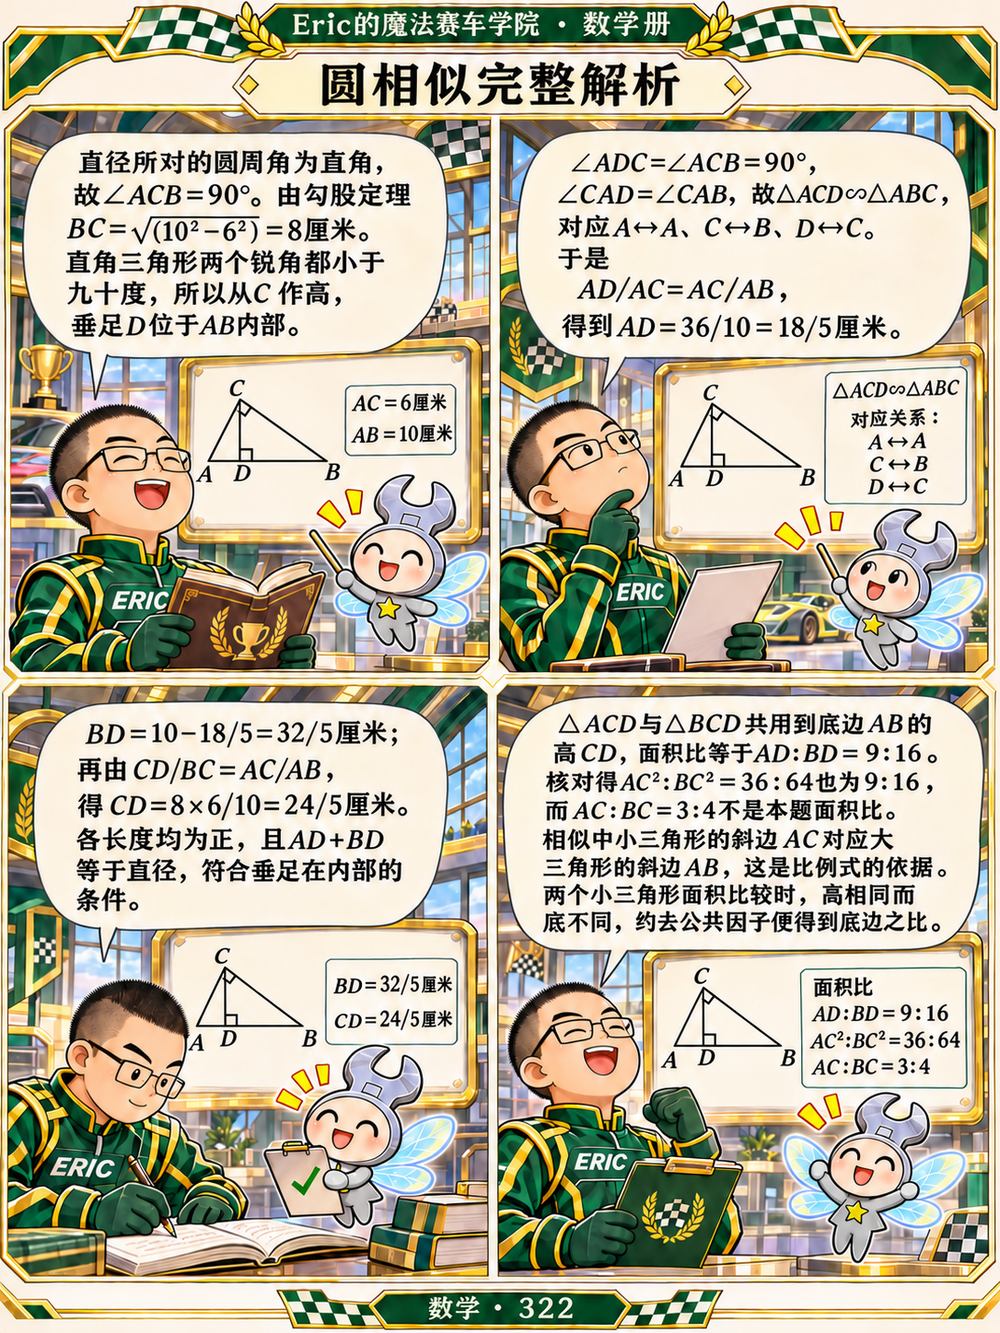 Eric的魔法赛车学院 · 数学册
圆相似完整解析
直径所对的圆周角为直角，
故∠ACB=90°。由勾股定理
BC=√(10²−6²)=8厘米。
直角三角形两个锐角都小于
九十度，所以从C作高，
垂足D位于AB内部。
C
A
D
B
AC=6厘米
AB=10厘米
ERIC
∠ADC=∠ACB=90°，
∠CAD=∠CAB，故△ACD∽△ABC，
对应A↔A、C↔B、D↔C。
于是
AD/AC=AC/AB，
得到AD=36/10=18/5厘米。
C
A
D
B
△ACD∽△ABC
对应关系：
A↔A
C↔B
D↔C
ERIC
BD=10−18/5=32/5厘米；
再由CD/BC=AC/AB，
得CD=8×6/10=24/5厘米。
各长度均为正，且AD+BD
等于直径，符合垂足在内部的
条件。
C
A
D
B
BD=32/5厘米
CD=24/5厘米
ERIC
△ACD与△BCD共用到底边AB的
高CD，面积比等于AD:BD=9:16。
核对得AC²:BC²=36:64也为9:16，
而AC:BC=3:4不是本题面积比。
相似中小三角形的斜边AC对应大
三角形的斜边AB，这是比例式的依据。
两个小三角形面积比较时，高相同而
底不同，约去公共因子便得到底边之比。
C
A
D
B
面积比
AD:BD=9:16
AC²:BC²=36:64
AC:BC=3:4
ERIC
数学 · 322